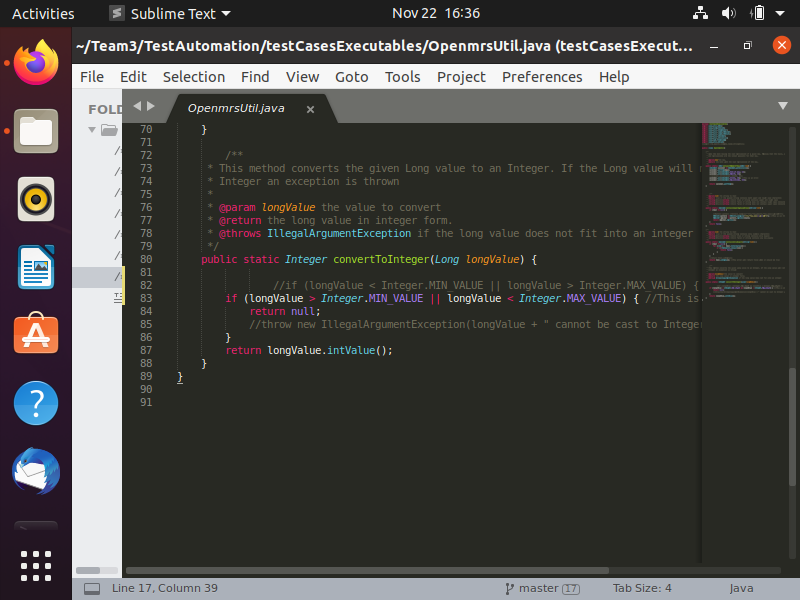 Activities
Sublime Text
Nov 22 16:36
~/Team3/TestAutomation/testCasesExecutables/OpenmrsUtil.java (testCasesExecut...
File Edit Selection Find View Goto Tools Project Preferences Help
FOLD
OpenmrsUtil.java
70 }
71
72 /**
73 * This method converts the given Long value to an Integer. If the Long value will
74 * Integer an exception is thrown
75 *
76 * @param longValue the value to convert
77 * @return the long value in integer form.
78 * @throws IllegalArgumentException if the long value does not fit into an integer
79 */
80 public static Integer convertToInteger(Long longValue) {
81
82 //if (longValue < Integer.MIN_VALUE || longValue > Integer.MAX_VALUE) {
83 if (longValue > Integer.MIN_VALUE || longValue < Integer.MAX_VALUE) { //This is
84 return null;
85 //throw new IllegalArgumentException(longValue + " cannot be cast to Integer
86 }
87 return longValue.intValue();
88 }
89 }
90
91
Line 17, Column 39
master 17
Tab Size: 4
Java